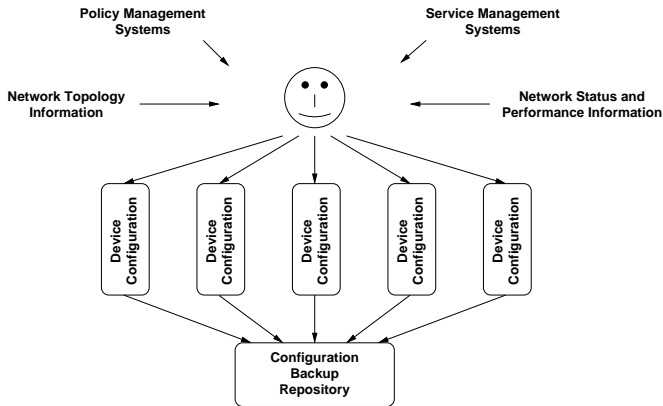 Policy Management
Systems
Service Management
Systems
Network Topology
Information
Network Status and
Performance Information
Device
Configuration
Device
Configuration
Device
Configuration
Device
Configuration
Device
Configuration
Configuration
Backup
Repository